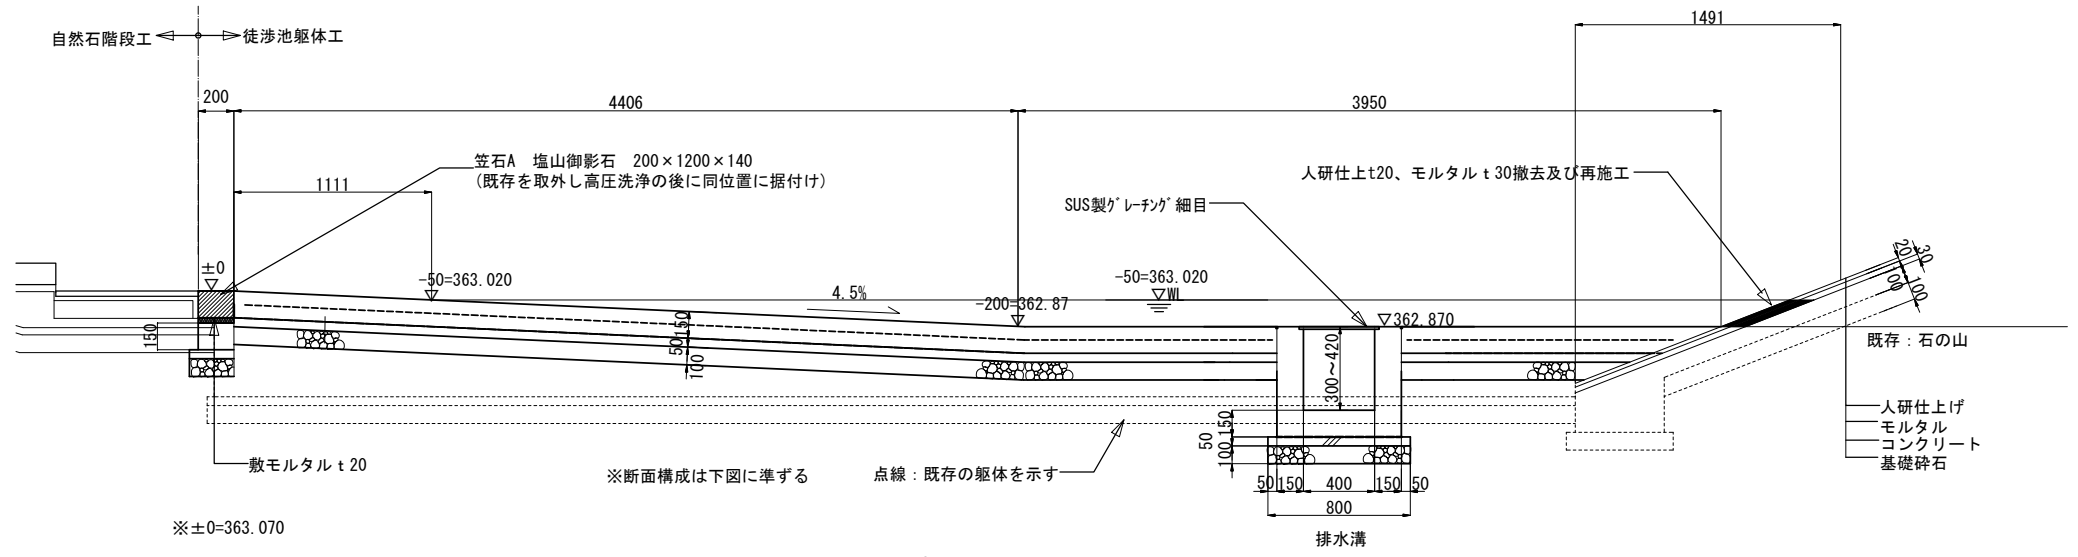 1491
自然石階段工
徒渉池躯体工
200
4406
3950
笠石A 塩山御影石 200×1200×140
(既存を取外し高圧洗浄の後に同位置に据付け)
1111
人研仕上t20、モルタルt30撤去及び再施工
SUS製グレーチング細目
±0
-50=363.020
4.5%
-200=362.87
-50=363.020
WL
362.870
20
30
100
100
既存:石の山
150
150
50
100
300～420
150
50
100
人研仕上げ
モルタル
コンクリート
基礎砕石
敷モルタルt20
※断面構成は下図に準ずる
点線:既存の躯体を示す
50
150
400
150
50
800
※±0=363.070
排水溝